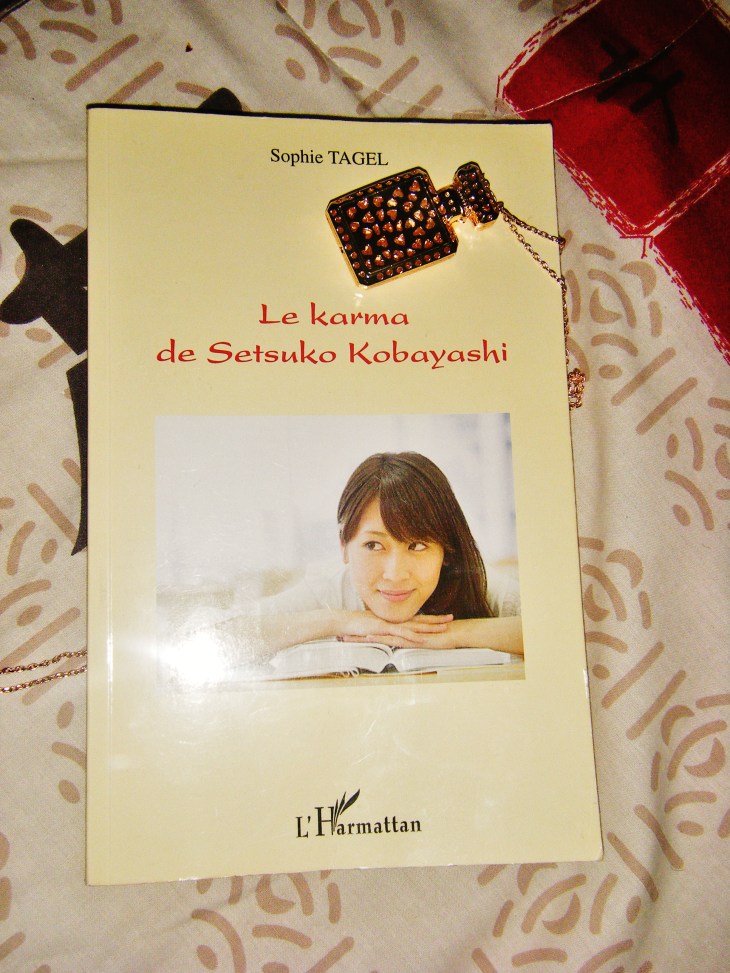 Sophie TAGEL
Le karma
de Setsuko Kobayashi
L'Harmattan